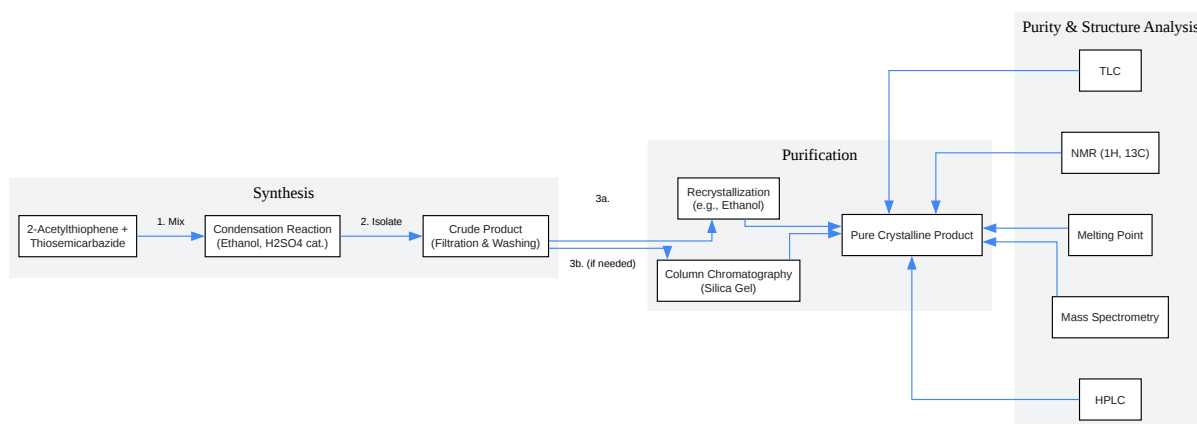 Synthesis
2-Acetylthiophene +
Thiosemicarbazide
1. Mix
Condensation Reaction
(Ethanol, H2SO4 cat.)
2. Isolate
Crude Product
(Filtration & Washing)
3a.
3b. (if needed)
Purification
Recrystallization
(e.g., Ethanol)
Column Chromatography
(Silica Gel)
Pure Crystalline Product
Purity & Structure Analysis
TLC
NMR (1H, 13C)
Melting Point
Mass Spectrometry
HPLC